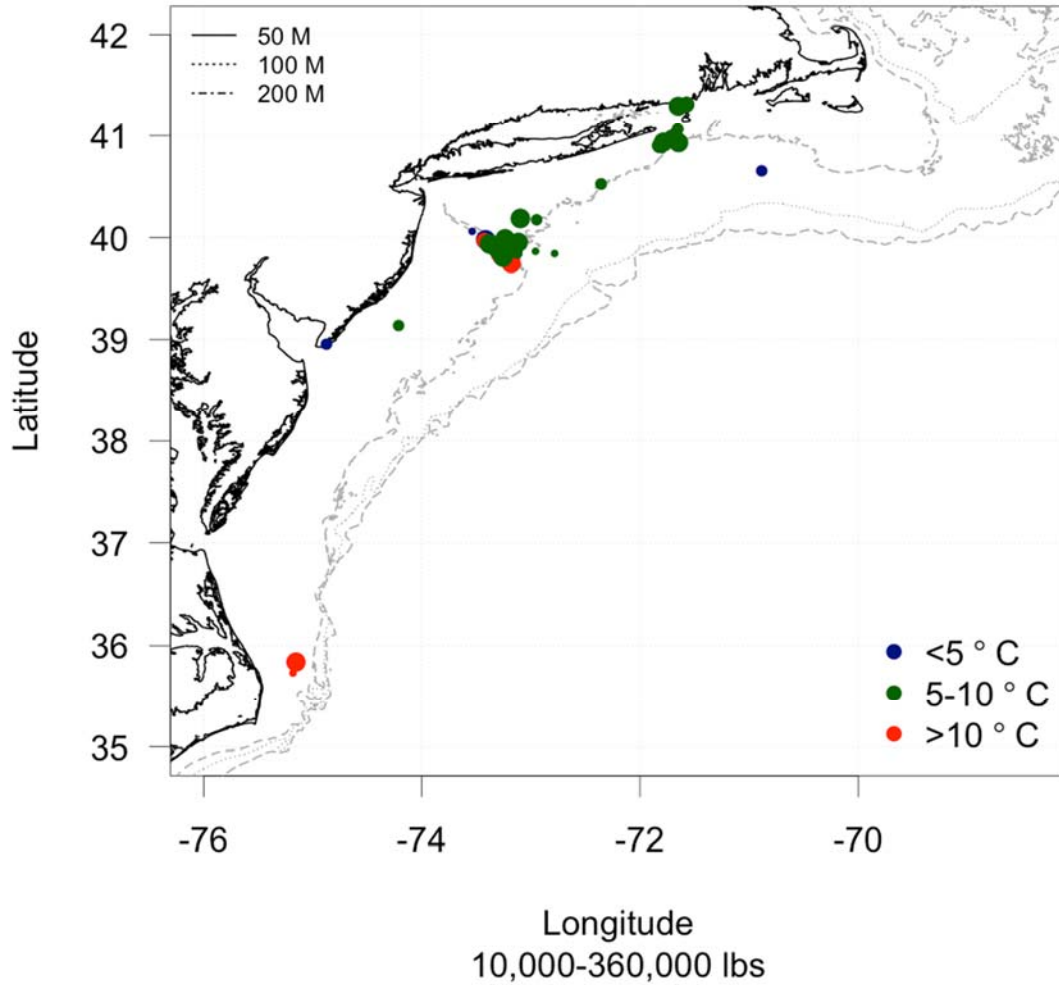 50 M
100 M
200 M
42
41
40
39
38
37
36
35
Latitude
<5 ° C
5-10 ° C
>10 ° C
-76 -74 -72 -70
Longitude
10,000-360,000 lbs